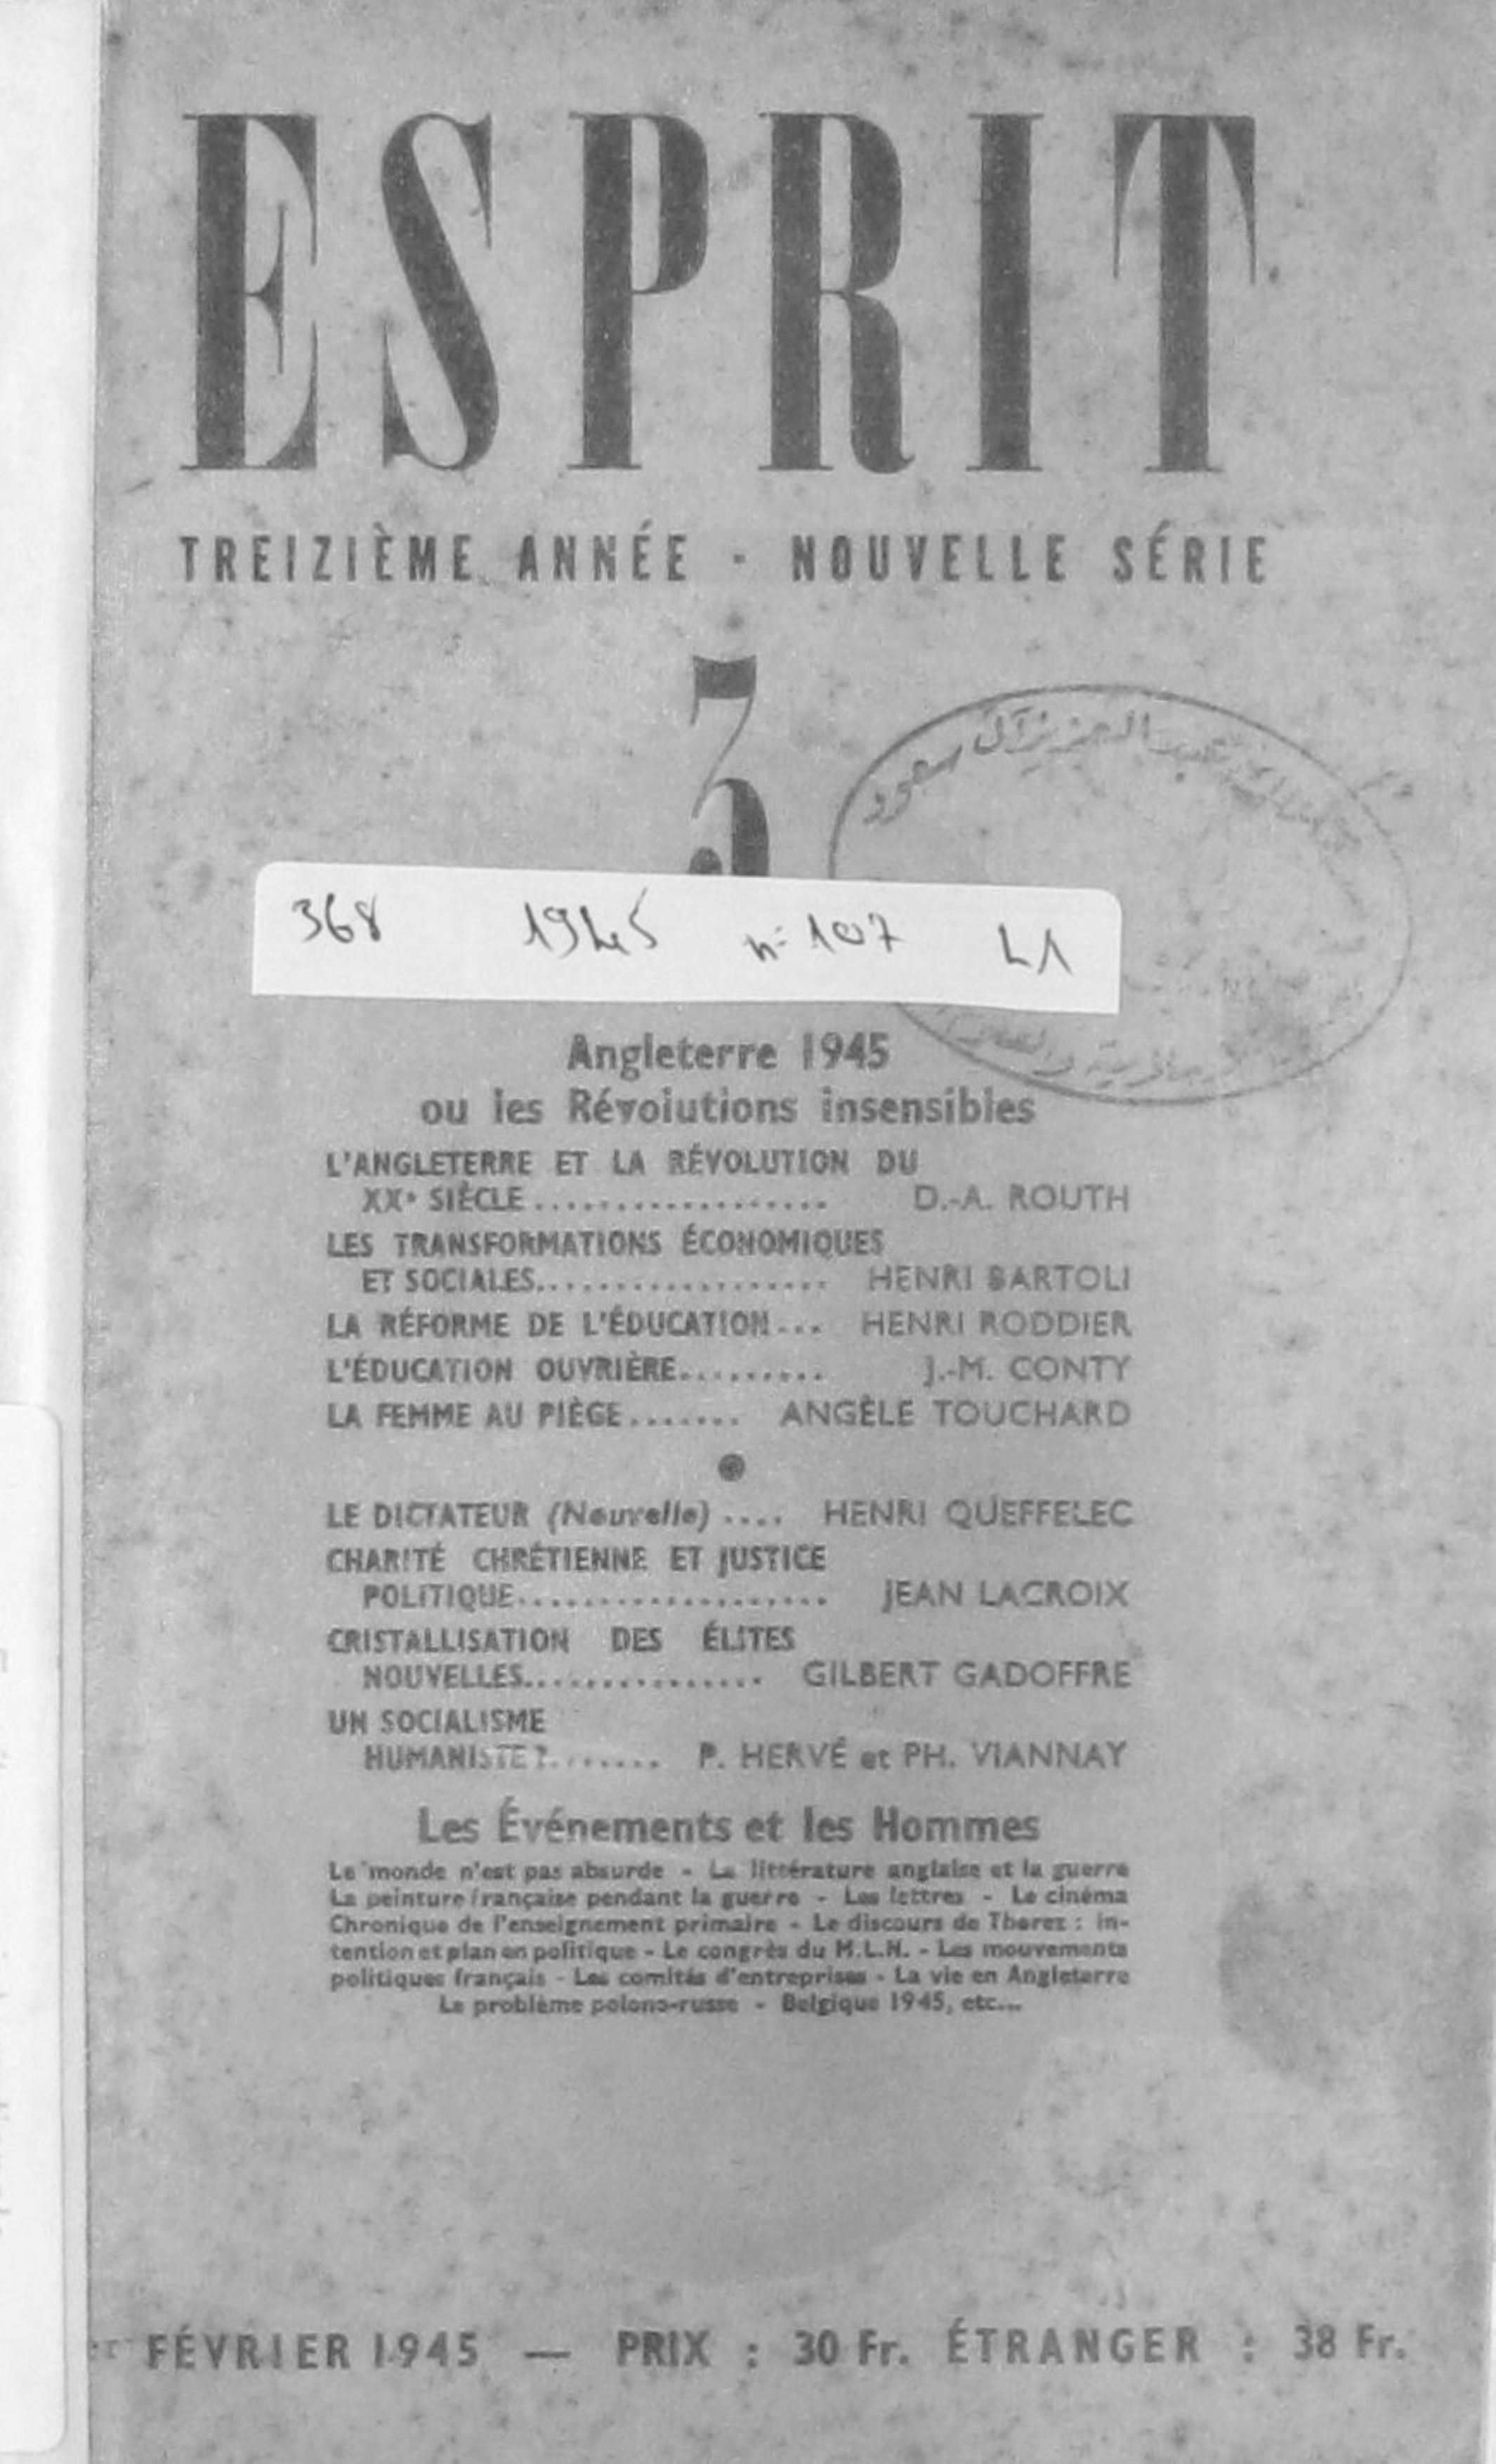 ESPRIT
TREIZIÈME ANNÉE - NOUVELLE SÉRIE
3
عبد العزيز آل سعود
368 1945 n° 107 L1
Angleterre 1945
ou les Révolutions insensibles
L'ANGLETERRE ET LA RÉVOLUTION DU
XXe SIÈCLE.................. D.-A. ROUTH
LES TRANSFORMATIONS ÉCONOMIQUES
ET SOCIALES.................. HENRI BARTOLI
LA RÉFORME DE L'ÉDUCATION... HENRI RODDIER
L'ÉDUCATION OUVRIÈRE......... J.-M. CONTY
LA FEMME AU PIÈGE....... ANGÈLE TOUCHARD
LE DICTATEUR (Nouvelle) .... HENRI QUEFFELEC
CHARITÉ CHRÉTIENNE ET JUSTICE
POLITIQUE................... JEAN LACROIX
CRISTALLISATION DES ÉLITES
NOUVELLES............... GILBERT GADOFFRE
UN SOCIALISME
HUMANISTE ?....... P. HERVÉ et PH. VIANNAY
Les Événements et les Hommes
Le monde n'est pas absurde - La littérature anglaise et la guerre
La peinture française pendant la guerre - Les lettres - Le cinéma
Chronique de l'enseignement primaire - Le discours de Thorez : in-
tention et plan en politique - Le congrès du M.L.N. - Les mouvements
politiques français - Les comités d'entreprises - La vie en Angleterre
Le problème polono-russe - Belgique 1945, etc...
FÉVRIER 1945 — PRIX : 30 Fr. ÉTRANGER : 38 Fr.